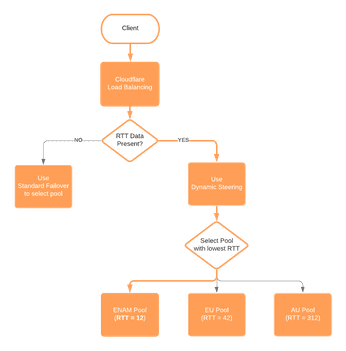 Client
Cloudflare
Load Balancing
RTT Data
Present?
NO
YES
Use
Standard Failover
to select pool
Use
Dynamic Steering
Select Pool
with lowest RTT
ENAM Pool
(RTT = 12)
EU Pool
(RTT = 42)
AU Pool
(RTT = 312)